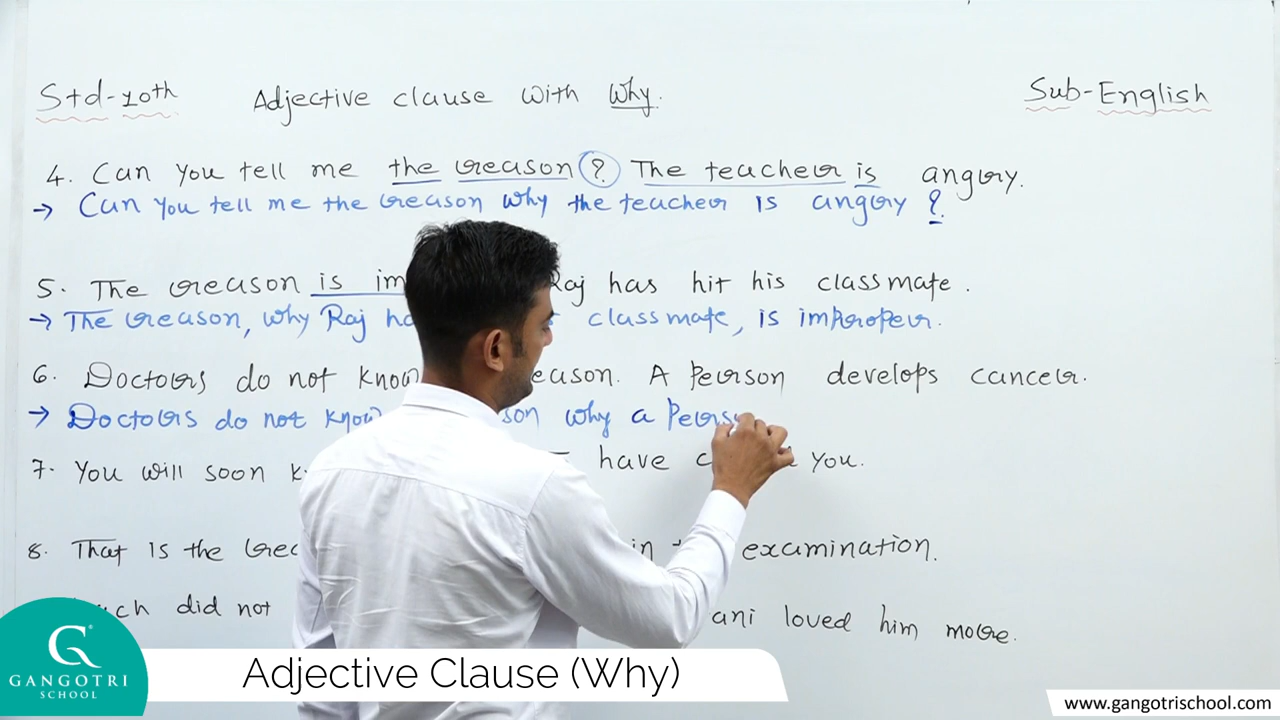 Std-10th Adjective clause with Why. Sub-English
4. Can you tell me the reason ? The teacher is angry.
→ Can you tell me the reason why the teacher is angry ?
5. The reason is im Raj has hit his classmate.
→ The reason, why Raj ha classmate, is improper.
6. Doctors do not know eason. A Person develops cancer.
→ Doctors do not know son why a Perso
7. You will soon k have c you.
8. That is the rea in examination.
did not ani loved him more.
GANGOTRI
SCHOOL
Adjective Clause (Why)
www.gangotrischool.com